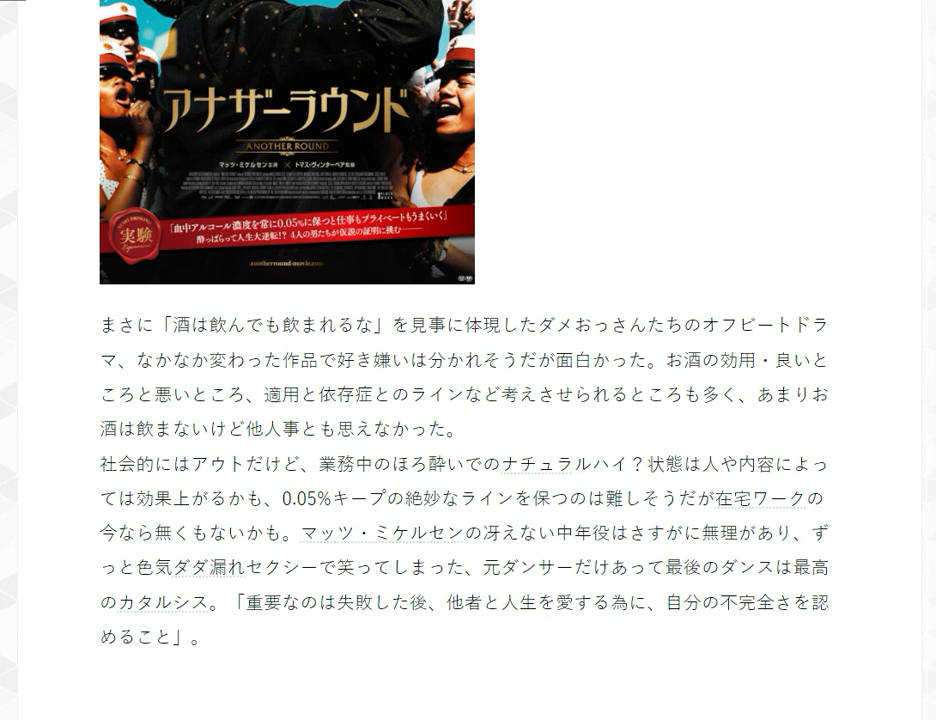 アナザーラウンド
ANOTHER ROUND
マッツ・ミケルセン主演 × トマス・ヴィンターベア監督
実験
「血中アルコール濃度を常に0.05%に保つと仕事もプライベートもうまくいく」
酔っぱらって人生大逆転!? 4人の男たちが仮説の証明に挑む――
anotherround-movie.com
まさに「酒は飲んでも飲まれるな」を見事に体現したダメおっさんたちのオフビートドラ
マ、なかなか変わった作品で好き嫌いは分かれそうだが面白かった。お酒の効用・良いと
ころと悪いところ、適用と依存症とのラインなど考えさせられるところも多く、あまりお
酒は飲まないけど他人事とも思えなかった。
社会的にはアウトだけど、業務中のほろ酔いでのナチュラルハイ？状態は人や内容によっ
ては効果上がるかも、0.05%キープの絶妙なラインを保つのは難しそうだが在宅ワークの
今なら無くもないかも。マッツ・ミケルセンの冴えない中年役はさすがに無理があり、ず
っと色気ダダ漏れセクシーで笑ってしまった、元ダンサーだけあって最後のダンスは最高
のカタルシス。「重要なのは失敗した後、他者と人生を愛する為に、自分の不完全さを認
めること」。